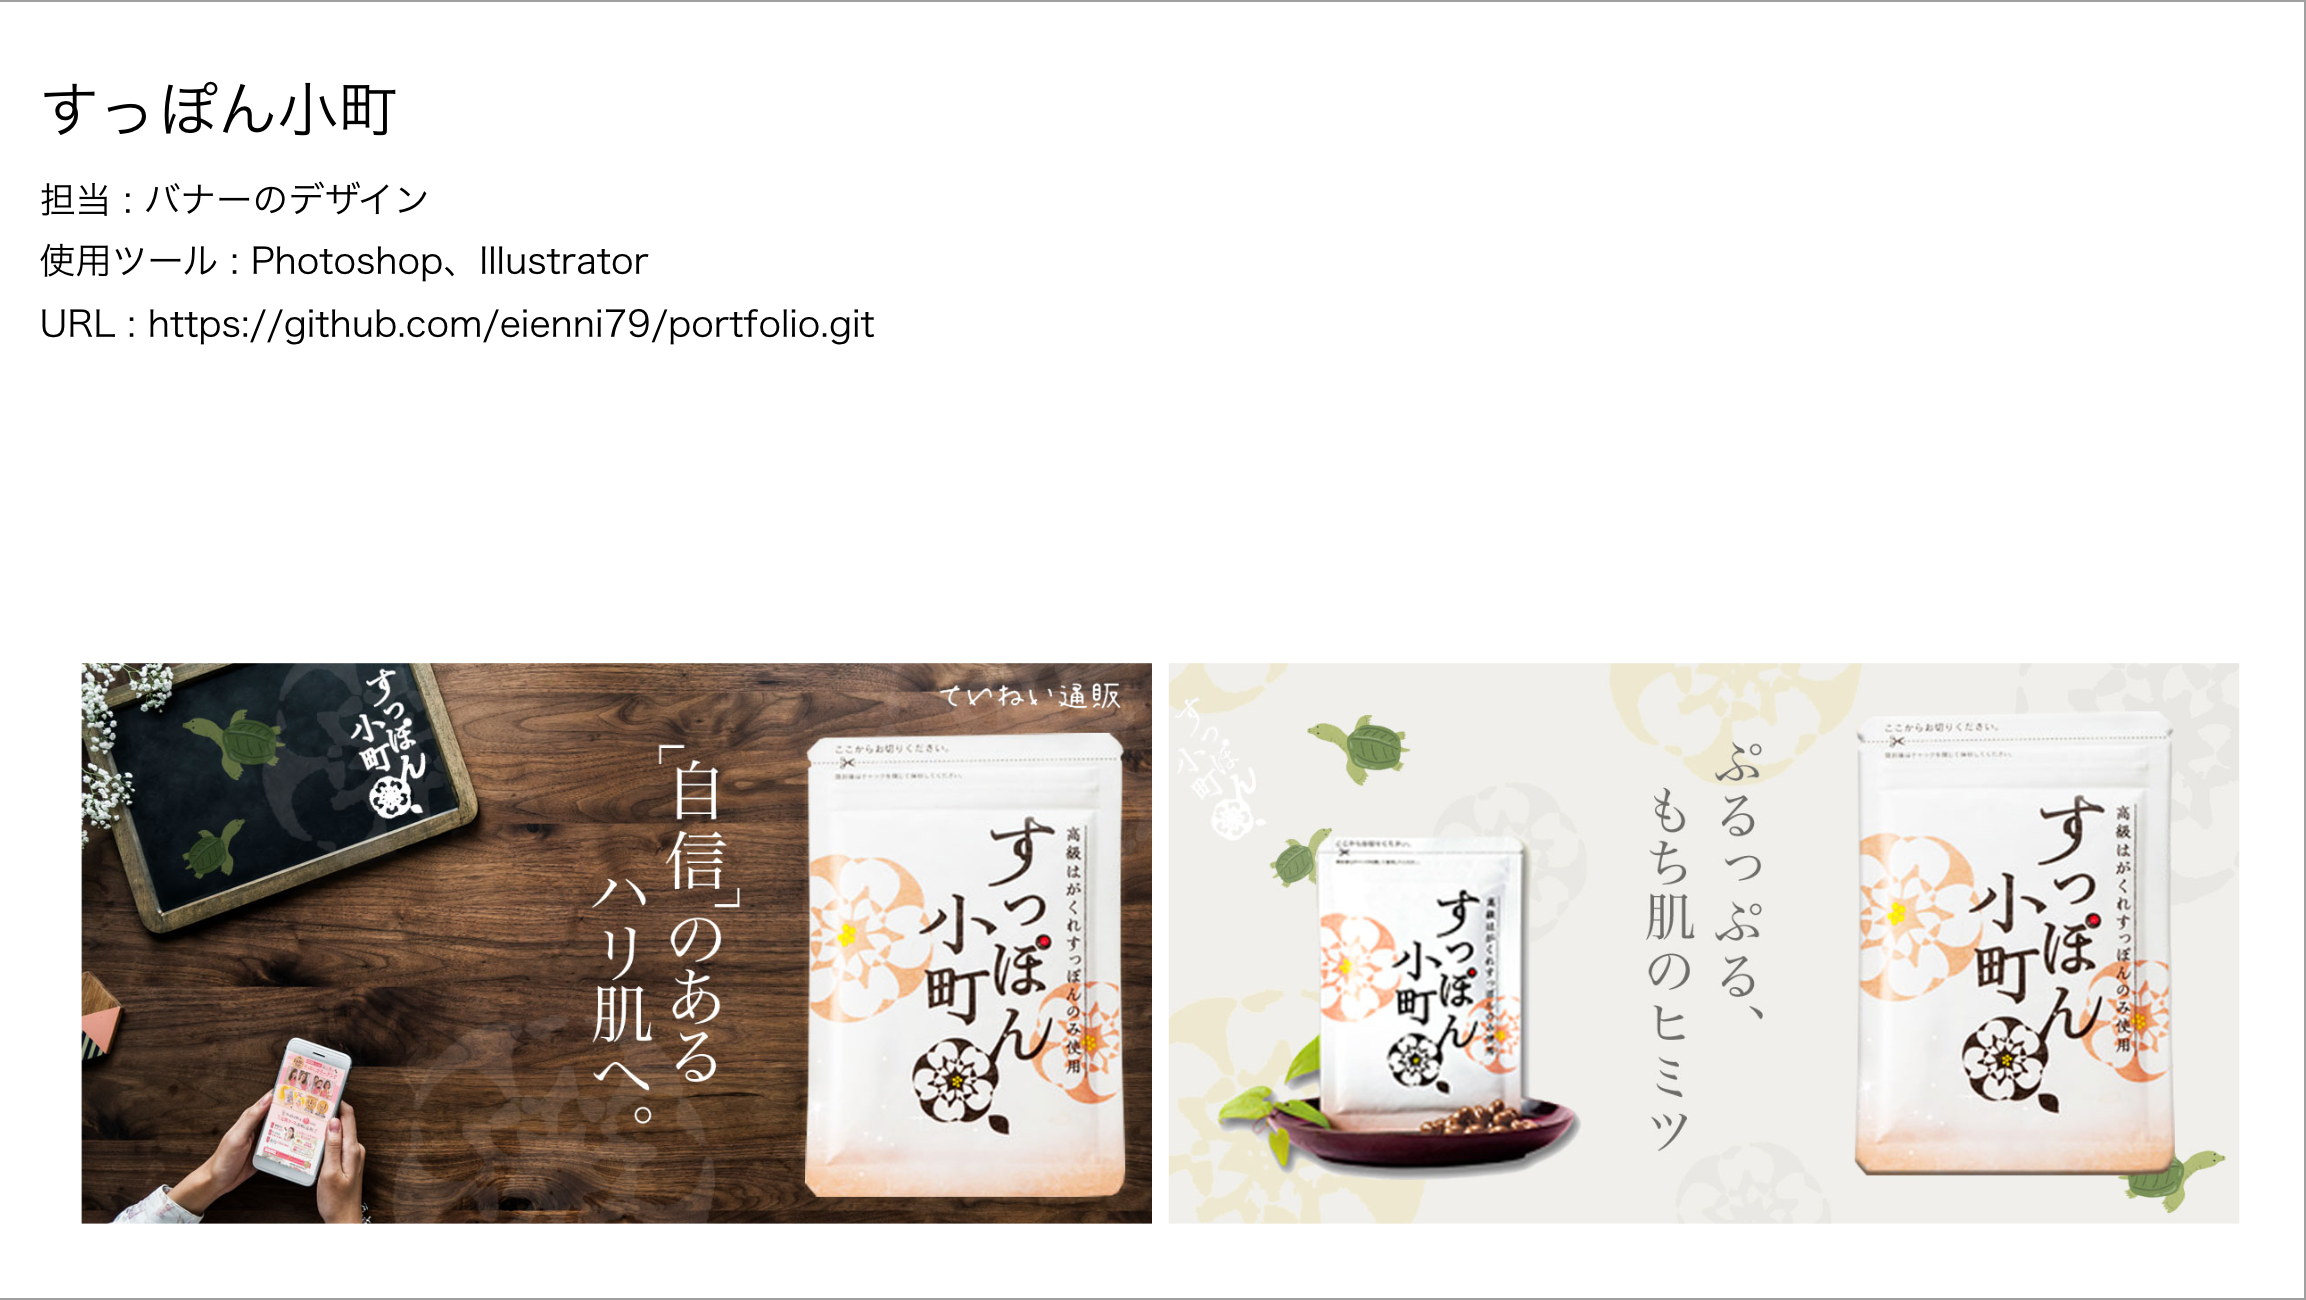 すっぽん小町
担当 : バナーのデザイン
使用ツール : Photoshop、Illustrator
URL : https://github.com/eienni79/portfolio.git
すっぽん
小町
ていねい通販
「自信」のある
ハリ肌へ。
ここからお切りください。
高級はがくれすっぽんのみ使用
すっぽん
小町
すっぽん
小町
ぷるっぷる、
もち肌のヒミツ
ここからお切りください。
高級はがくれすっぽんのみ使用
すっぽん
小町
ここからお切りください。
高級はがくれすっぽんのみ使用
すっぽん
小町